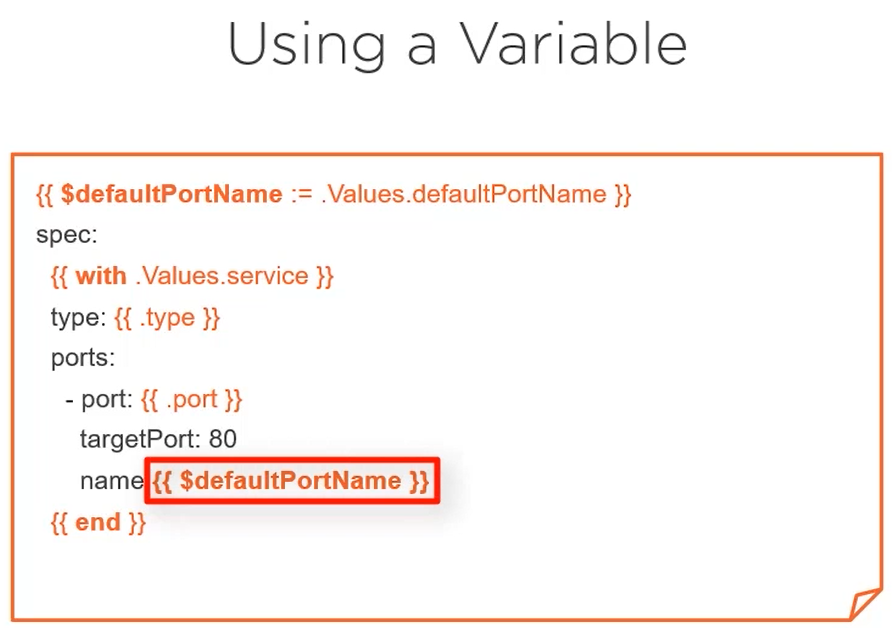 Using a Variable
{{ $defaultPortName := .Values.defaultPortName }}
spec:
{{ with .Values.service }}
type: {{ .type }}
ports:
- port: {{ .port }}
targetPort: 80
name {{ $defaultPortName }}
{{ end }}